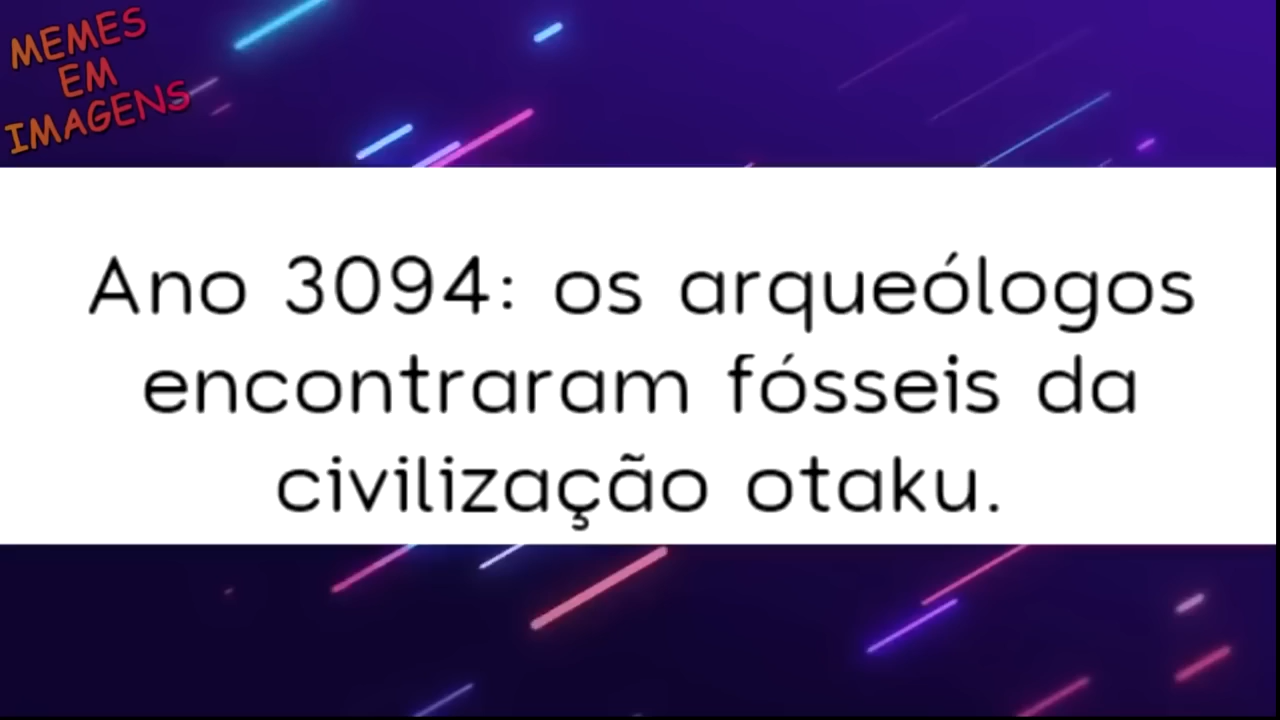 MEMES
EM
IMAGENS
Ano 3094: os arqueólogos
encontraram fósseis da
civilização otaku.